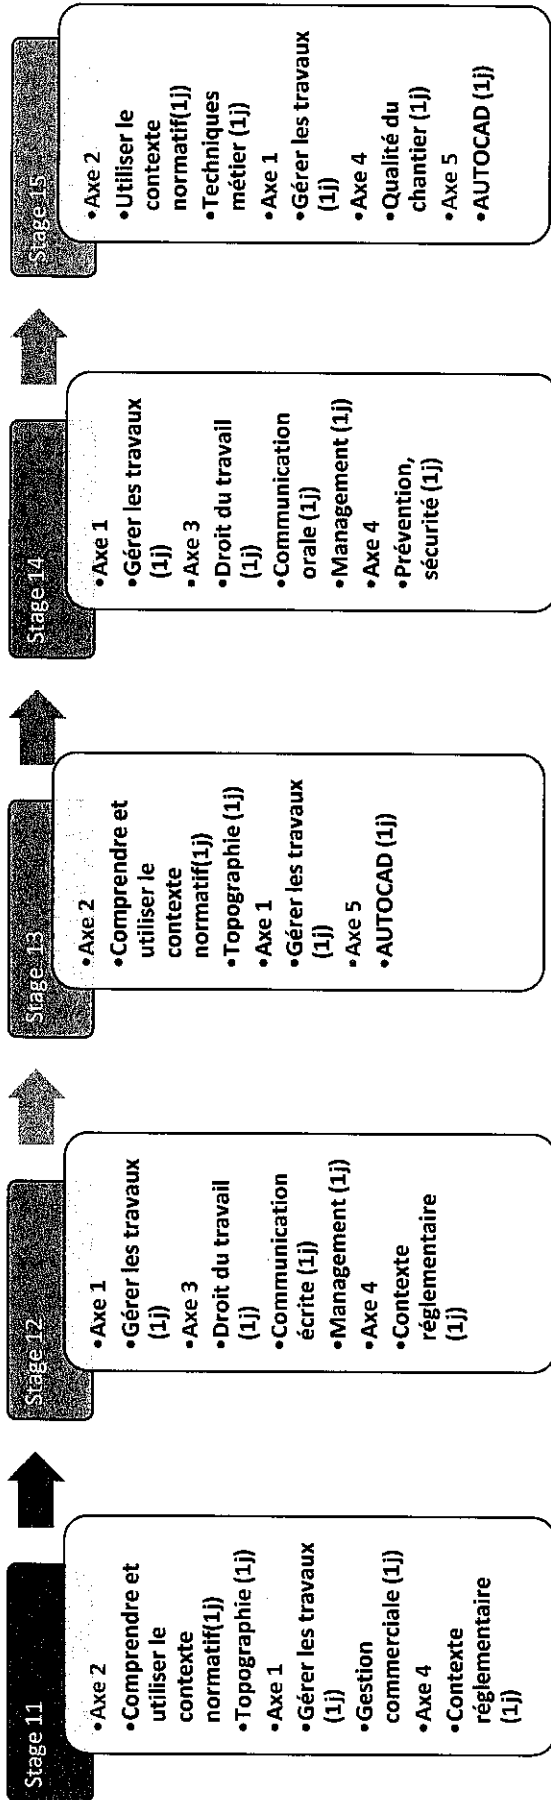 Stage 11
•Axe 2
•Comprendre et
utiliser le
contexte
normatif(1j)
•Topographie (1j)
•Axe 1
•Gérer les travaux
(1j)
•Gestion
commerciale (1j)
•Axe 4
•Contexte
réglementaire
(1j)
Stage 12
•Axe 1
•Gérer les travaux
(1j)
•Axe 3
•Droit du travail
(1j)
•Communication
écrite (1j)
•Management (1j)
•Axe 4
•Contexte
réglementaire
(1j)
Stage 13
•Axe 2
•Comprendre et
utiliser le
contexte
normatif(1j)
•Topographie (1j)
•Axe 1
•Gérer les travaux
(1j)
•Axe 5
•AUTOCAD (1j)
Stage 14
•Axe 1
•Gérer les travaux
(1j)
•Axe 3
•Droit du travail
(1j)
•Communication
orale (1j)
•Management (1j)
•Axe 4
•Prévention,
sécurité (1j)
Stage 15
•Axe 2
•Utiliser le
contexte
normatif(1j)
•Techniques
métier (1j)
•Axe 1
•Gérer les travaux
(1j)
•Axe 4
•Qualité du
chantier (1j)
•Axe 5
•AUTOCAD (1j)